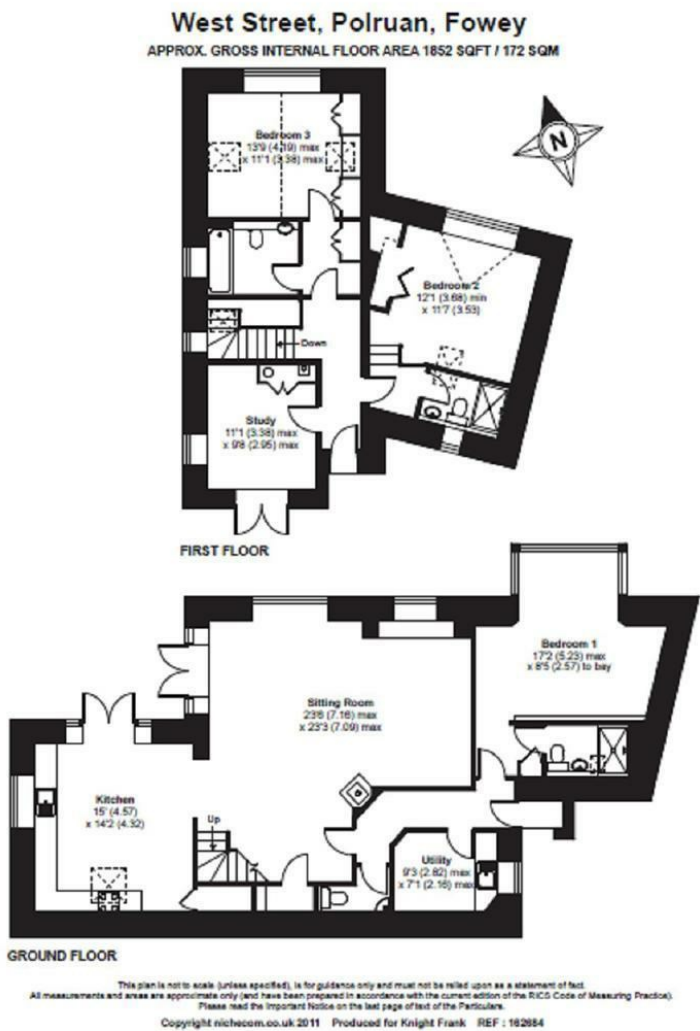 West Street, Polruan, Fowey
APPROX. GROSS INTERNAL FLOOR AREA 1852 SQFT / 172 SQM
Bedroom 3
13'9 (4.19) max
x 11'1 (3.38) max
N
Bedroom 2
12'1 (3.68) min
x 11'7 (3.53)
Down
Study
11'1 (3.38) max
x 9'8 (2.95) max
FIRST FLOOR
Bedroom 1
17'2 (5.23) max
x 8'5 (2.57) to bay
Sitting Room
23'6 (7.16) max
x 23'3 (7.09) max
Kitchen
15' (4.57)
x 14'2 (4.32)
Up
Utility
9'3 (2.82) max
x 7'1 (2.16) max
GROUND FLOOR
This plan is not to scale (unless specified), is for guidance only and must not be relied upon as a statement of fact.
All measurements and areas are approximate only (and have been prepared in accordance with the current edition of the RICS Code of Measuring Practice).
Please read the Important Notice on the last page of text of the Particulars.
Copyright nichecom.co.uk 2011 Produced for Knight Frank REF : 162684